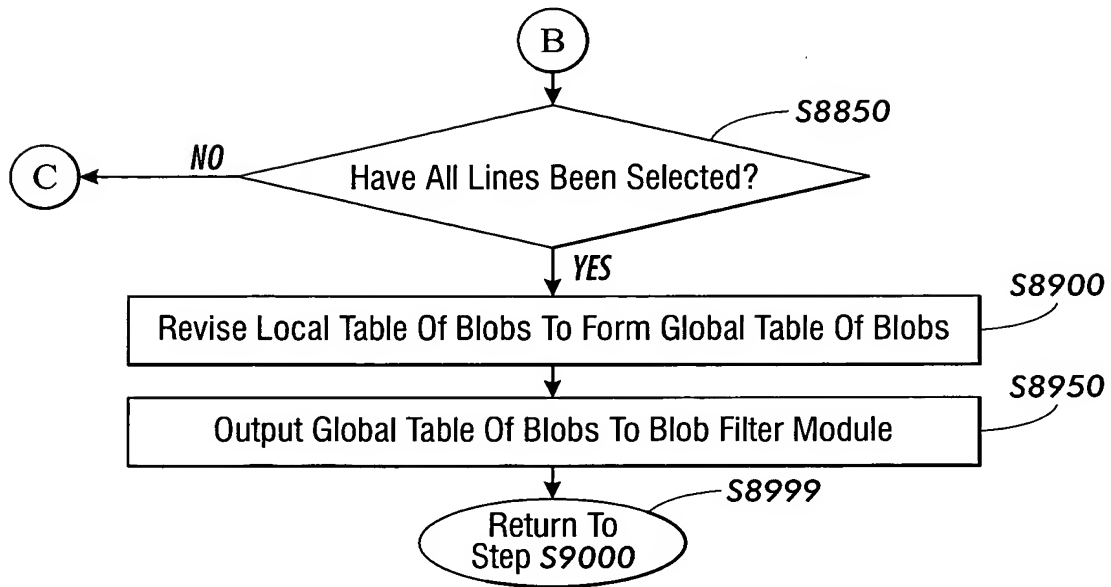 B
S8850
Have All Lines Been Selected?
NO
C
YES
S8900
Revise Local Table Of Blobs To Form Global Table Of Blobs
S8950
Output Global Table Of Blobs To Blob Filter Module
S8999
Return To
Step S9000